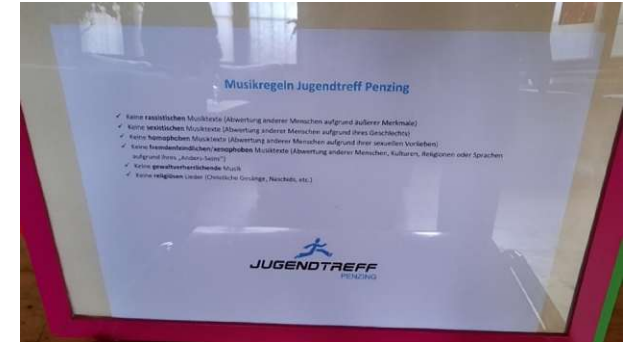 Musikregeln Jugendtreff Penzing
✓ Keine rassistischen Musiktexte (Abwertung anderer Menschen aufgrund äußerer Merkmale)
✓ Keine sexistischen Musiktexte (Abwertung anderer Menschen aufgrund ihres Geschlechts)
✓ Keine homophoben Musiktexte (Abwertung anderer Menschen aufgrund ihrer sexuellen Vorlieben)
✓ Keine fremdenfeindlichen/xenophoben Musiktexte (Abwertung anderer Menschen, Kulturen, Religionen oder Sprachen
aufgrund ihres „Anders-Seins")
✓ Keine gewaltverherrlichende Musik
✓ Keine religiösen Lieder (Christliche Gesänge, Naschids, etc.)
JUGENDTREFF
PENZING